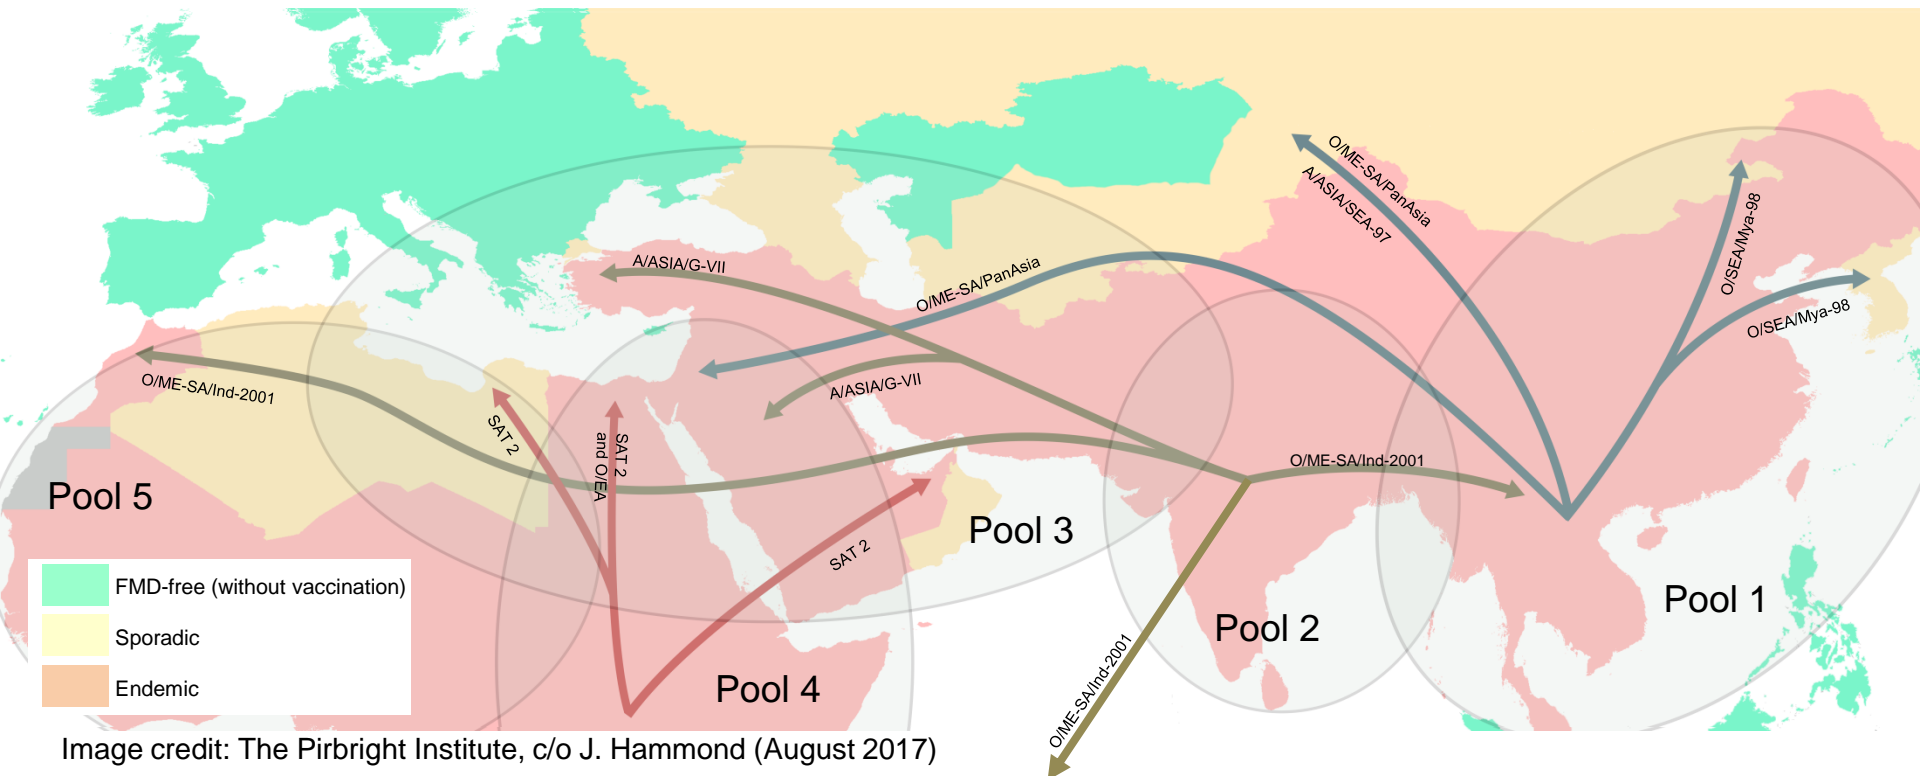 O/ME-SA/PanAsia
A/ASIA/SEA-97
O/SEA/Mya-98
O/SEA/Mya-98
A/ASIA/G-VII
O/ME-SA/PanAsia
A/ASIA/G-VII
O/ME-SA/Ind-2001
SAT 2
SAT 2
and O/EA
O/ME-SA/Ind-2001
SAT 2
Pool 5
Pool 3
Pool 1
Pool 2
Pool 4
O/ME-SA/Ind-2001
FMD-free (without vaccination)
Sporadic
Endemic
Image credit: The Pirbright Institute, c/o J. Hammond (August 2017)